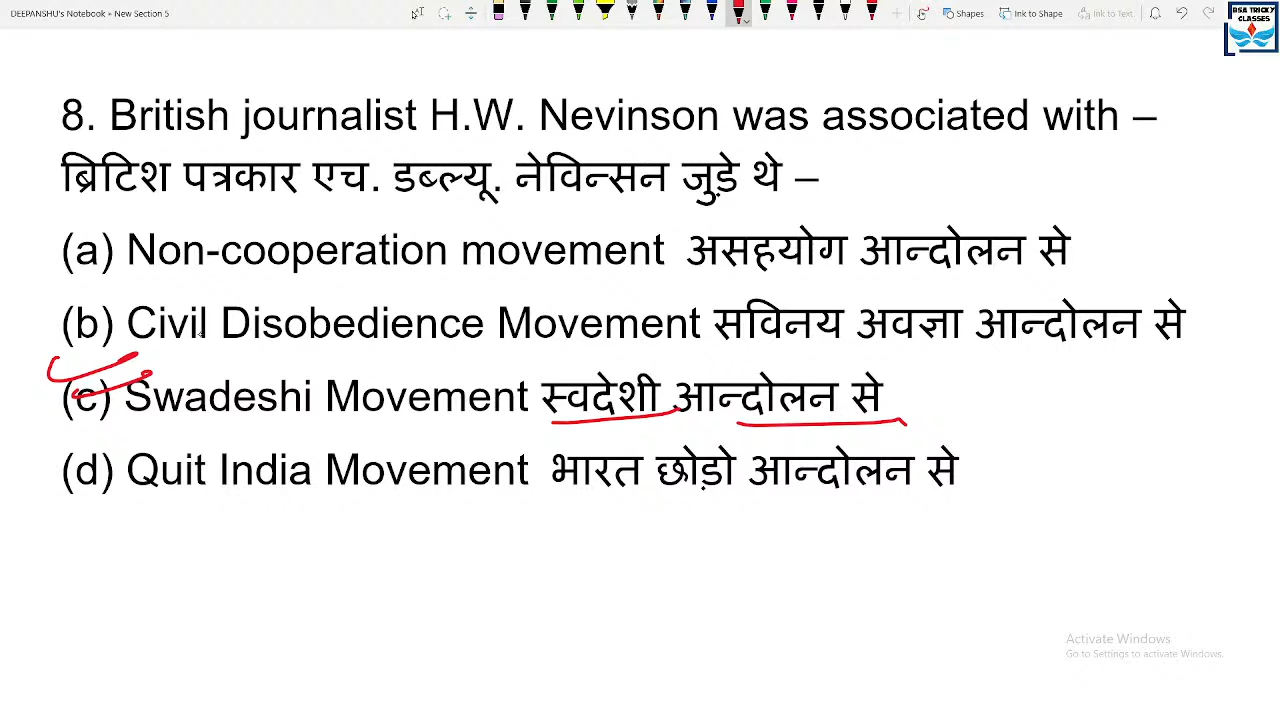 DEEPANSHU's Notebook > New Section 5
Shapes
Ink to Shape
Ink to Text
BSA TRICKY
CLASSES
8. British journalist H.W. Nevinson was associated with –
ब्रिटिश पत्रकार एच. डब्ल्यू. नेविन्सन जुड़े थे –
(a) Non-cooperation movement असहयोग आन्दोलन से
(b) Civil Disobedience Movement सविनय अवज्ञा आन्दोलन से
(c) Swadeshi Movement स्वदेशी आन्दोलन से
(d) Quit India Movement भारत छोड़ो आन्दोलन से
Activate Windows
Go to Settings to activate Windows.